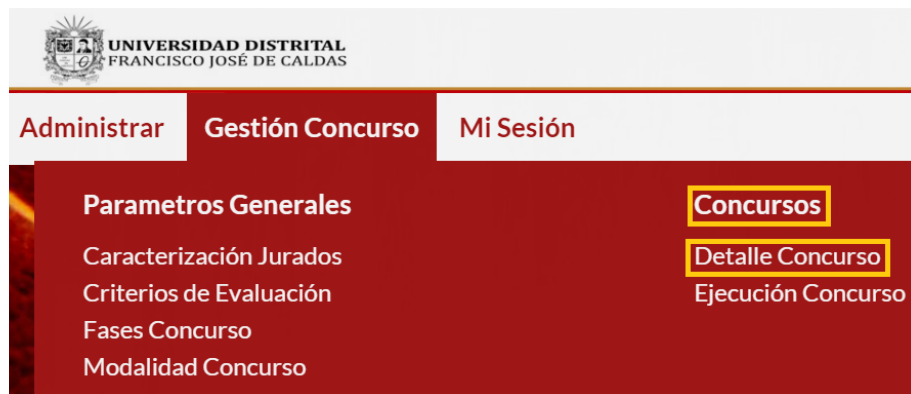 UNIVERSIDAD DISTRITAL
FRANCISCO JOSÉ DE CALDAS
Administrar
Gestión Concurso
Mi Sesión
Parametros Generales
Caracterización Jurados
Criterios de Evaluación
Fases Concurso
Modalidad Concurso
Concursos
Detalle Concurso
Ejecución Concurso